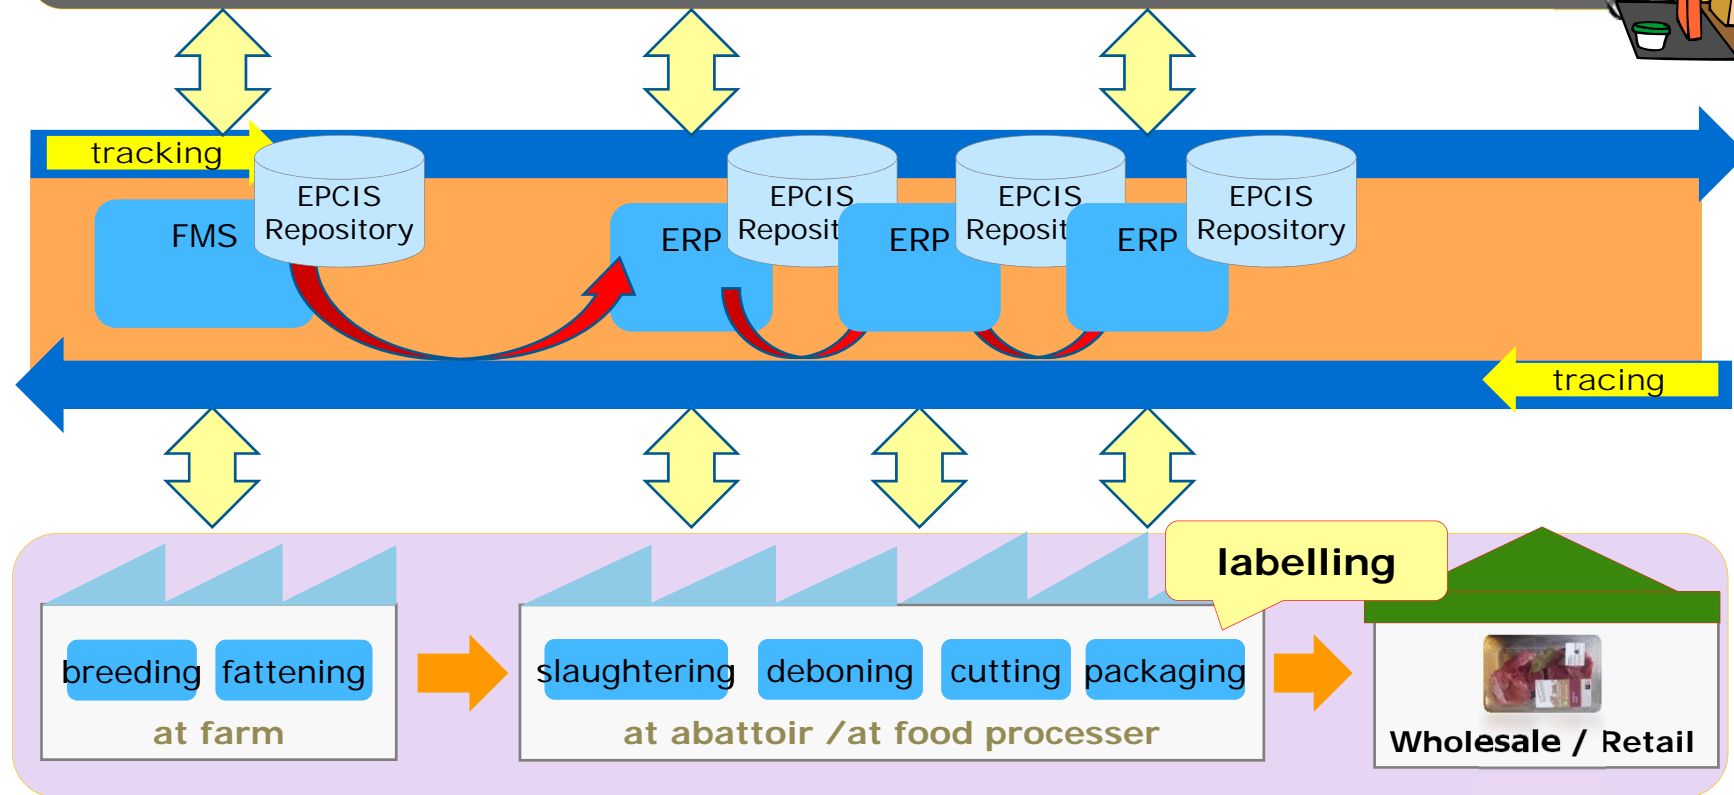 tracking
EPCIS
Repository
EPCIS
Reposit
EPCIS
Reposit
EPCIS
Repository
FMS
ERP
ERP
ERP
tracing
labelling
breeding
fattening
slaughtering
deboning
cutting
packaging
at farm
at abattoir /at food processer
Wholesale / Retail